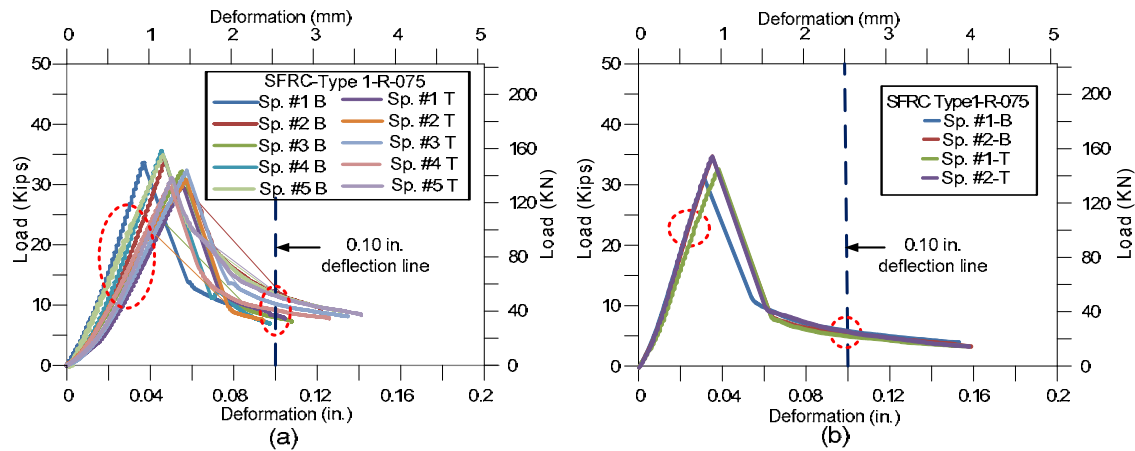 Deformation (mm)
0 1 2 3 4 5
50
40
30
20
10
0
Load (Kips)
SFRC-Type 1-R-075
Sp. #1 B Sp. #1 T
Sp. #2 B Sp. #2 T
Sp. #3 B Sp. #3 T
Sp. #4 B Sp. #4 T
Sp. #5 B Sp. #5 T
0.10 in.
deflection line
200
160
120
80
40
0
Load (KN)
0 0.04 0.08 0.12 0.16 0.2
Deformation (in.)
(a)
Deformation (mm)
0 1 2 3 4 5
50
40
30
20
10
0
Load (Kips)
SFRC Type1-R-075
Sp. #1-B
Sp. #2-B
Sp. #1-T
Sp. #2-T
0.10 in.
deflection line
200
160
120
80
40
0
Load (KN)
0 0.04 0.08 0.12 0.16 0.2
Deformation (in.)
(b)